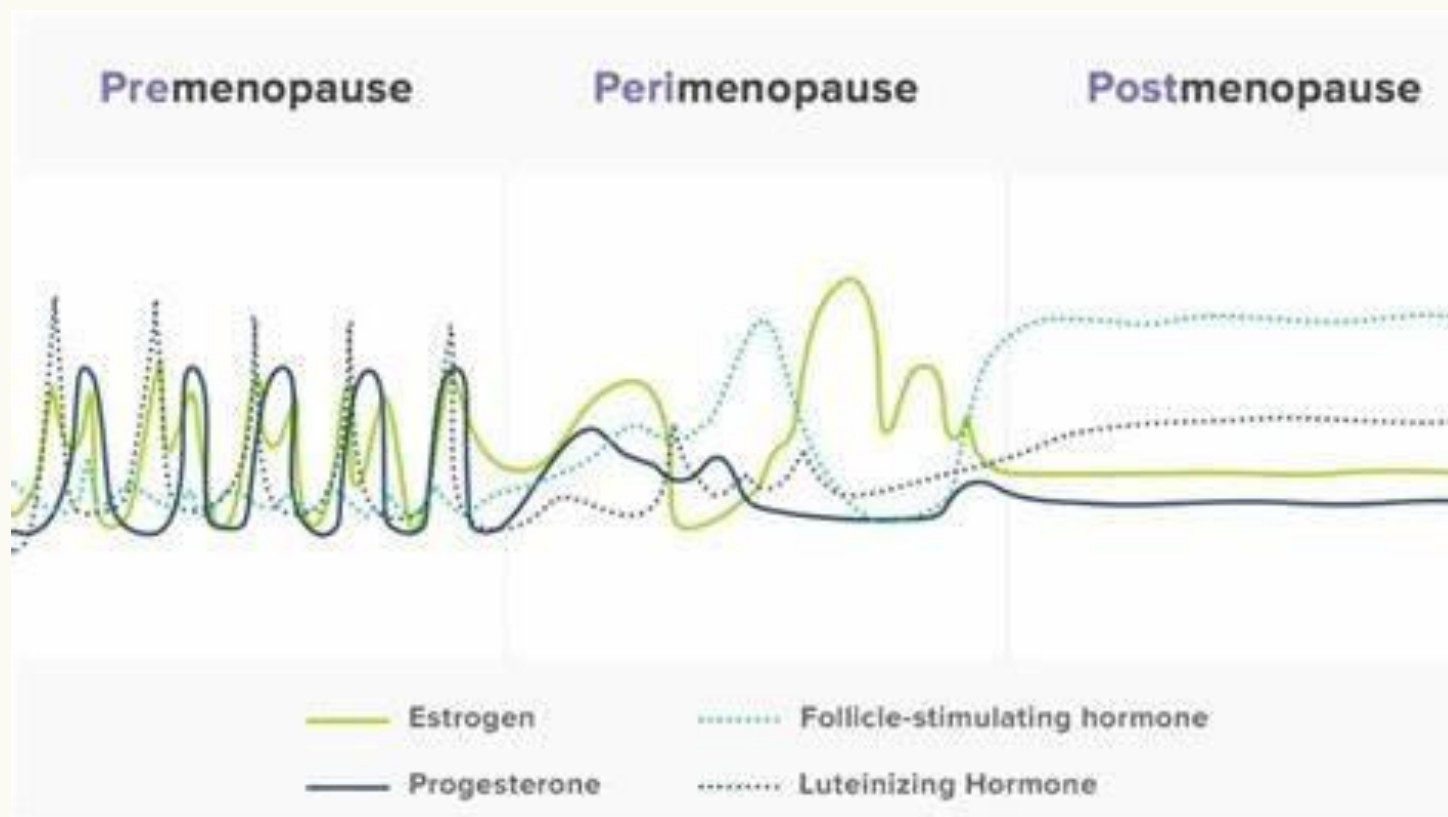 Premenopause Perimenopause Postmenopause
Estrogen Follicle-stimulating hormone
Progesterone Luteinizing Hormone